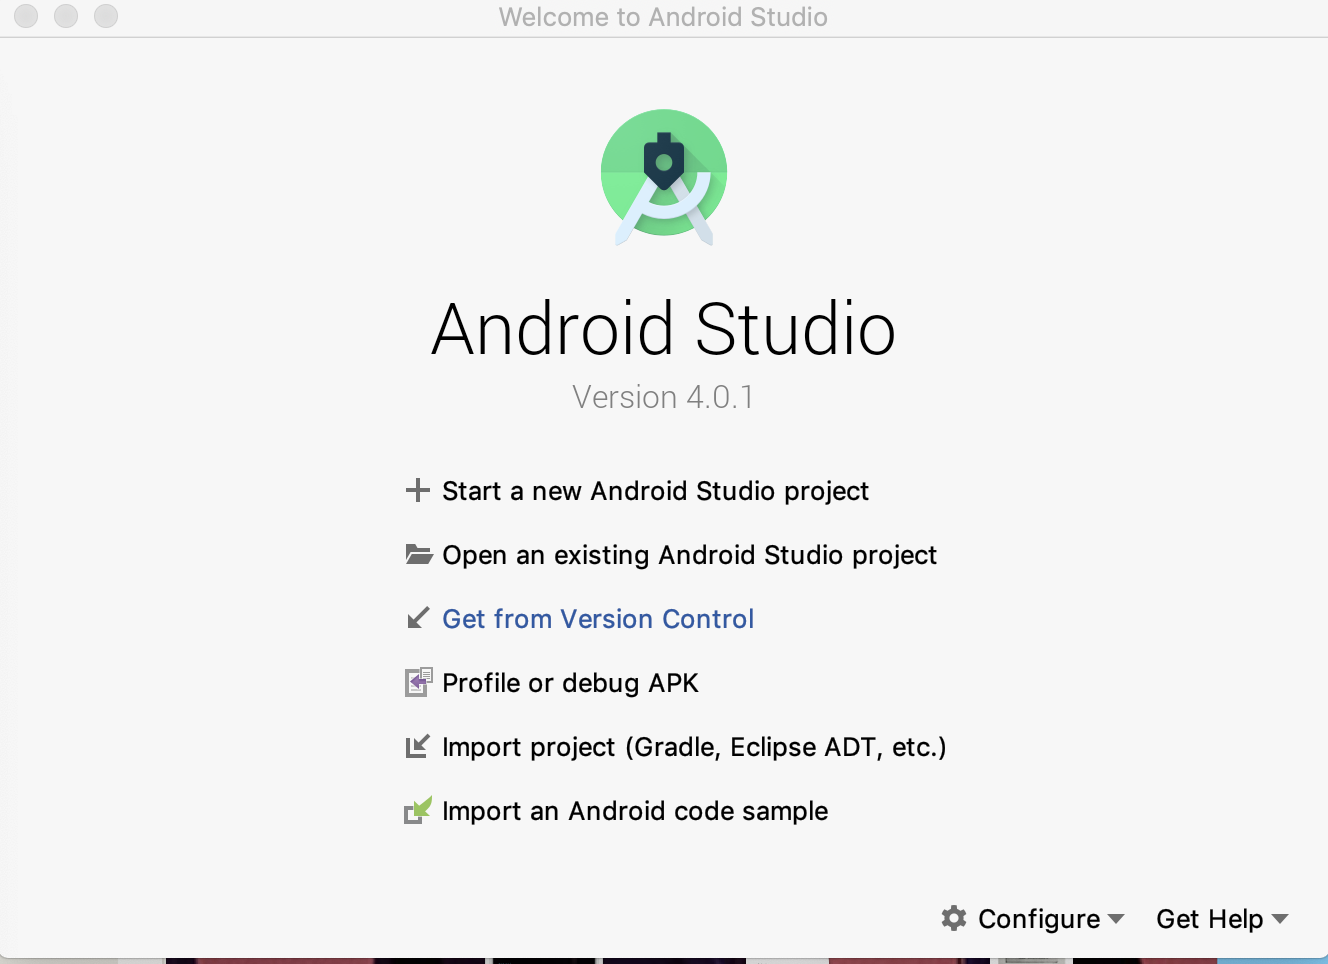 Welcome to Android Studio
Android Studio
Version 4.0.1
Start a new Android Studio project
Open an existing Android Studio project
Get from Version Control
Profile or debug APK
Import project (Gradle, Eclipse ADT, etc.)
Import an Android code sample
Configure Get Help